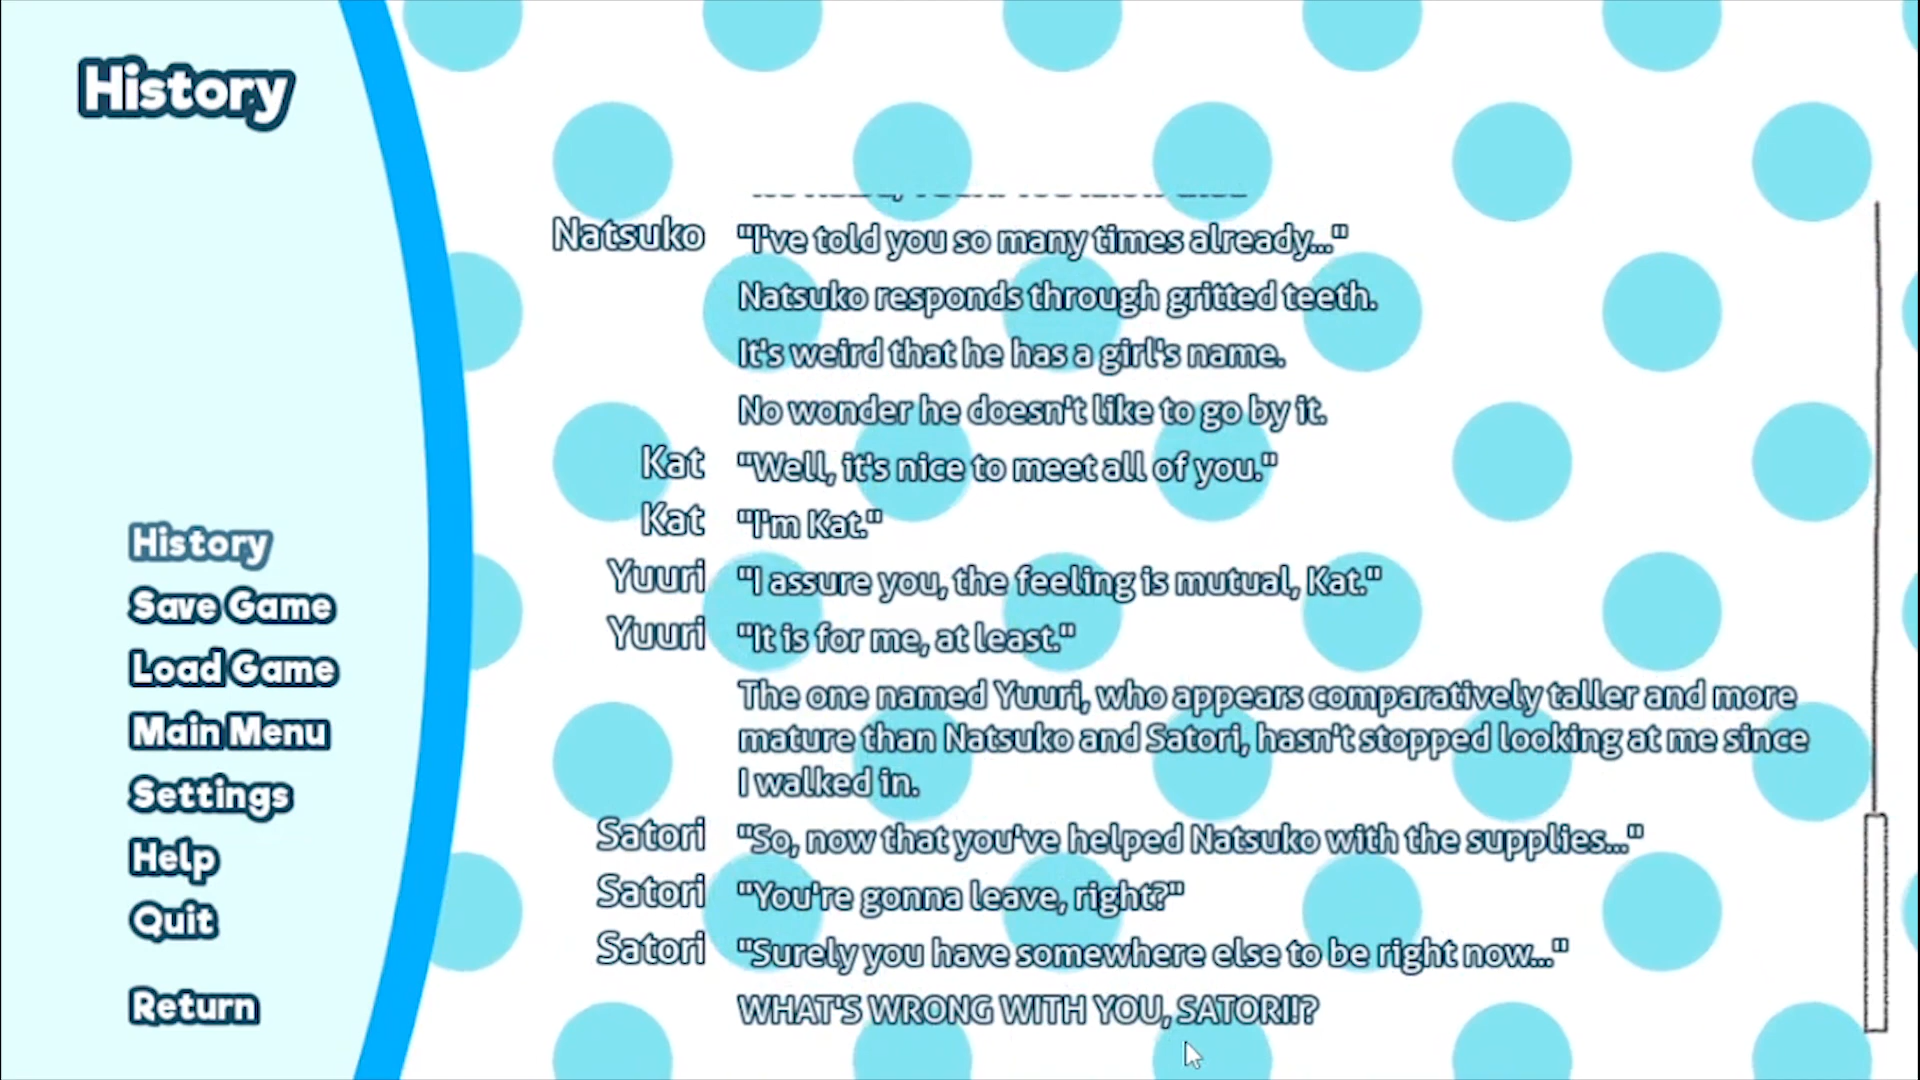 History
Natsuko "I've told you so many times already..."
Natsuko responds through gritted teeth.
It's weird that he has a girl's name.
No wonder he doesn't like to go by it.
Kat "Well, it's nice to meet all of you."
Kat "I'm Kat."
Yuuri "I assure you, the feeling is mutual, Kat."
Yuuri "It is for me, at least."
The one named Yuuri, who appears comparatively taller and more
mature than Natsuko and Satori, hasn't stopped looking at me since
I walked in.
Satori "So, now that you've helped Natsuko with the supplies..."
Satori "You're gonna leave, right?"
Satori "Surely you have somewhere else to be right now..."
WHAT'S WRONG WITH YOU, SATORI!?
History
Save Game
Load Game
Main Menu
Settings
Help
Quit
Return